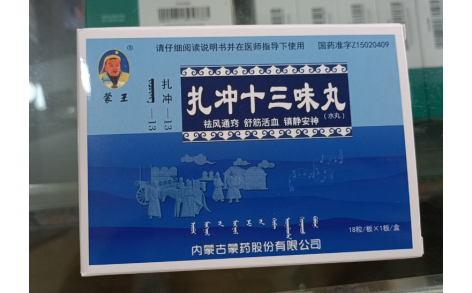 请仔细阅读说明书并在医师指导下使用
国药准字Z15020409
蒙王
扎冲—13
扎冲十三味丸
(水丸)
祛风通窍 舒筋活血 镇静安神
18粒/板×1板/盒
内蒙古蒙药股份有限公司